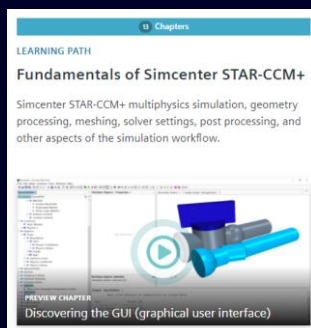 13 Chapters
LEARNING PATH
Fundamentals of Simcenter STAR-CCM+
Simcenter STAR-CCM+ multiphysics simulation, geometry
processing, meshing, solver settings, post processing, and
other aspects of the simulation workflow.
PREVIEW CHAPTER
Discovering the GUI (graphical user interface)